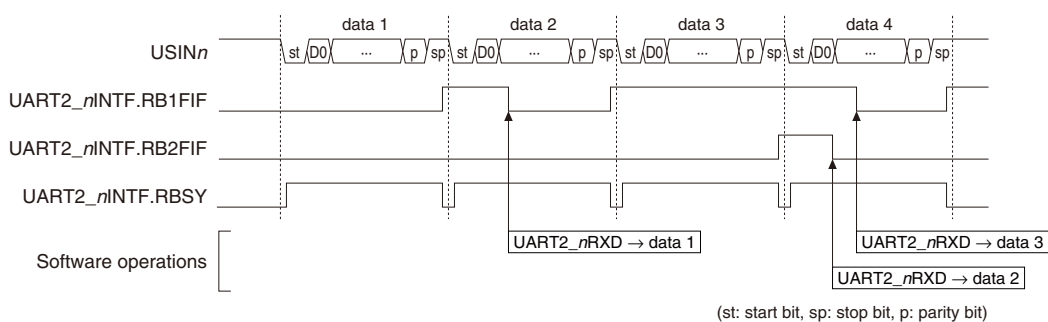 data 1 data 2 data 3 data 4
USINn st D0 ... p sp st D0 ... p sp st D0 ... p sp st D0 ... p sp
UART2_nINTF.RB1FIF
UART2_nINTF.RB2FIF
UART2_nINTF.RBSY
UART2_nRXD → data 1 UART2_nRXD → data 3
Software operations
UART2_nRXD → data 2
(st: start bit, sp: stop bit, p: parity bit)